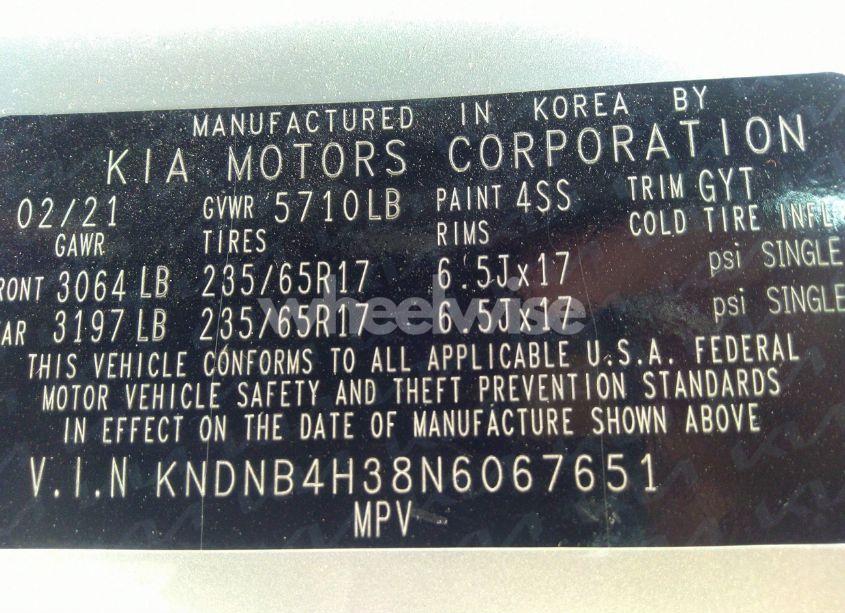 MANUFACTURED IN KOREA BY
KIA MOTORS CORPORATION
02/21 GVWR 5710LB PAINT 4SS TRIM GYT
GAWR TIRES RIMS COLD TIRE INFL
RONT 3064 LB 235/65R17 6.5Jx17 psi SINGLE
AR 3197 LB 235/65R17 6.5Jx17 psi SINGLE
wheelwise
THIS VEHICLE CONFORMS TO ALL APPLICABLE U.S.A. FEDERAL
MOTOR VEHICLE SAFETY AND THEFT PREVENTION STANDARDS
IN EFFECT ON THE DATE OF MANUFACTURE SHOWN ABOVE
V.I.N KNDNB4H38N6067651
MPV